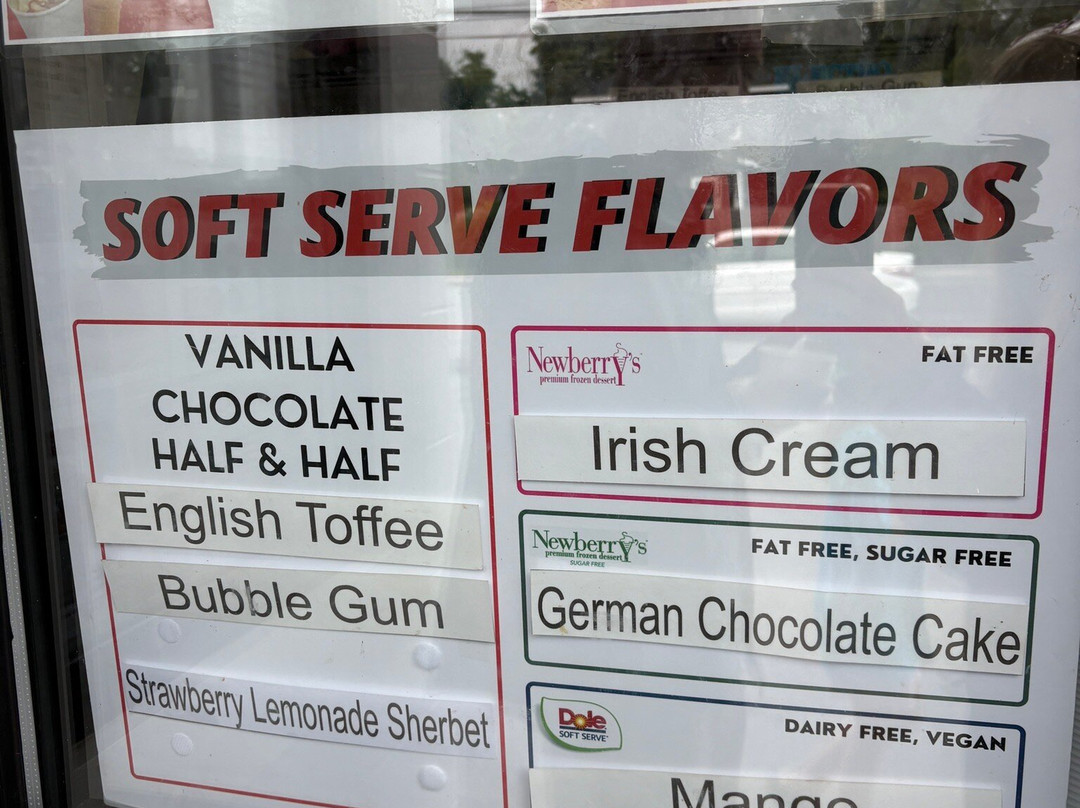 SOFT SERVE FLAVORS
VANILLA
CHOCOLATE
HALF & HALF
English Toffee
Bubble Gum
Strawberry Lemonade Sherbet
Newberry's
premium frozen dessert
FAT FREE
Irish Cream
Newberry's
premium frozen dessert
SUGAR FREE
FAT FREE, SUGAR FREE
German Chocolate Cake
Dole
SOFT SERVE
DAIRY FREE, VEGAN
Mango